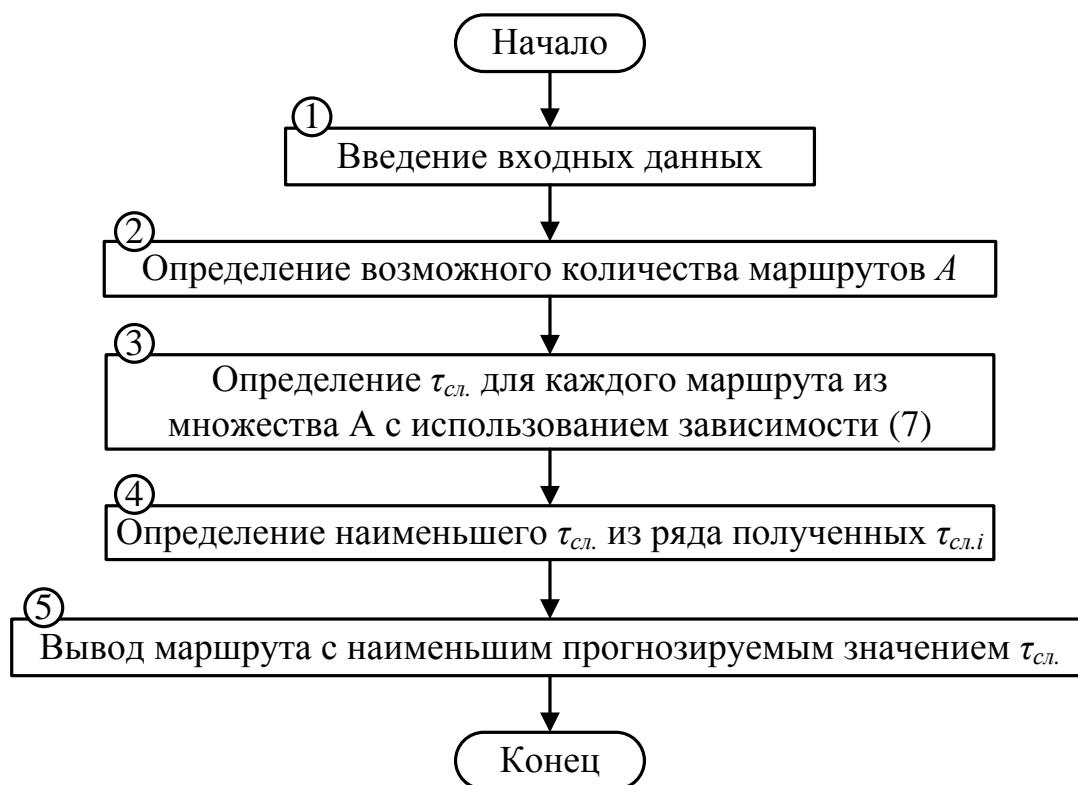 Начало
1
Введение входных данных
2
Определение возможного количества маршрутов A
3
Определение τсл. для каждого маршрута из
множества А с использованием зависимости (7)
4
Определение наименьшего τсл. из ряда полученных τсл.i
5
Вывод маршрута с наименьшим прогнозируемым значением τсл.
Конец